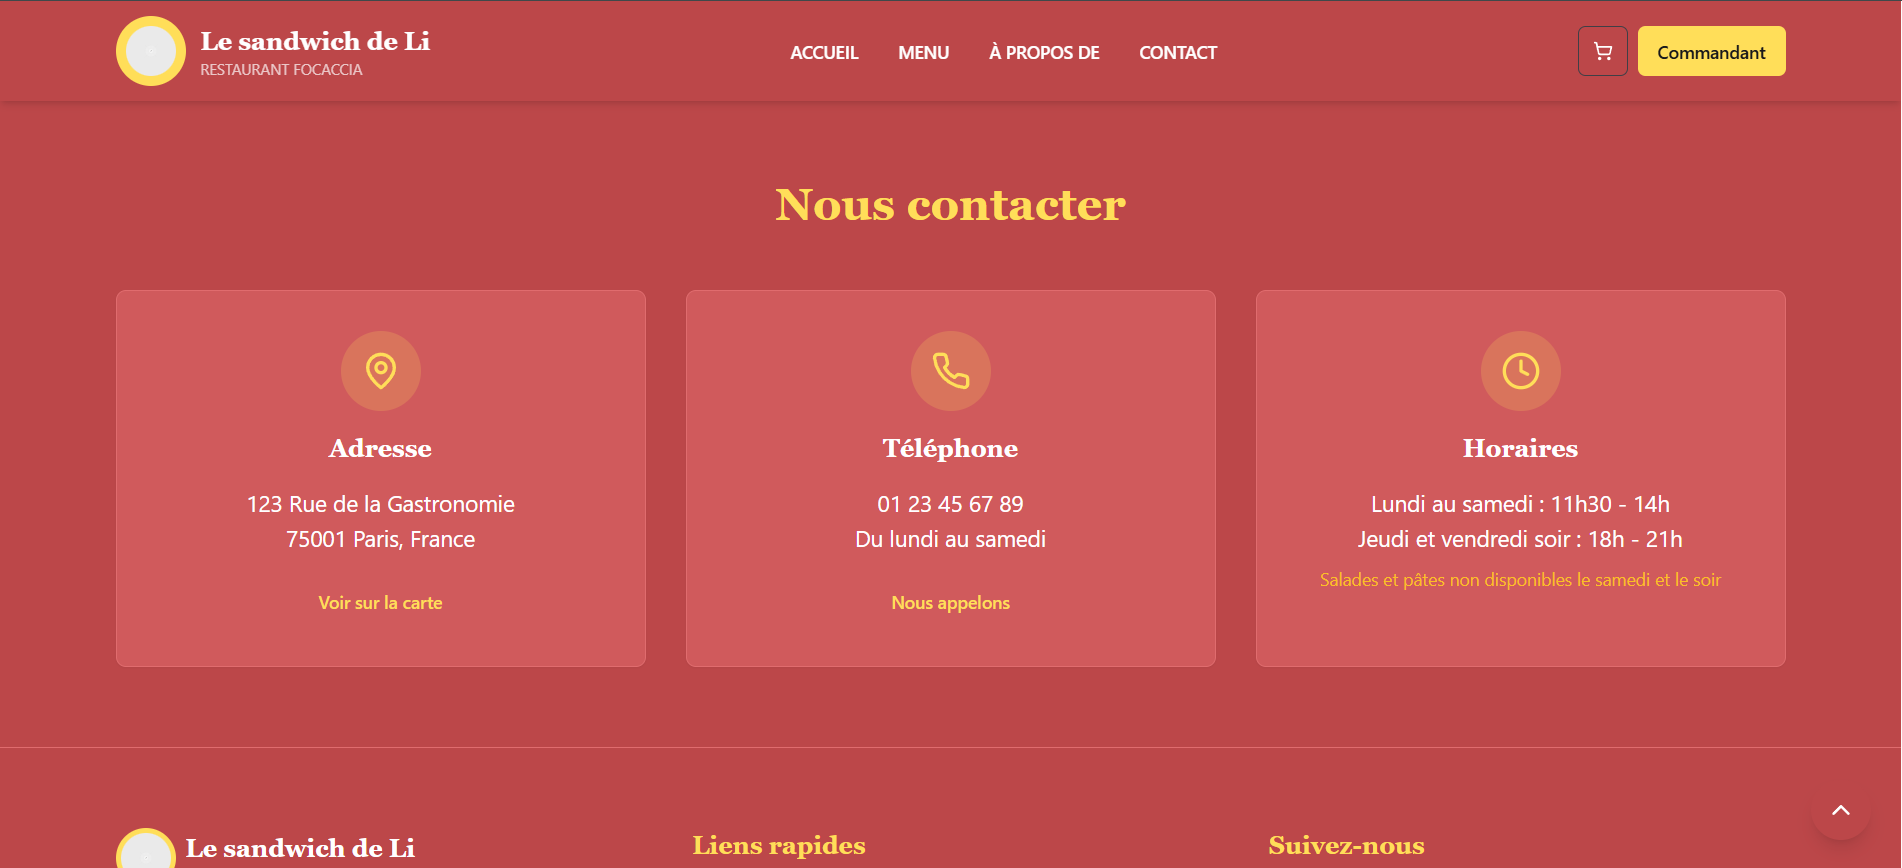 Le sandwich de Li
RESTAURANT FOCACCIA
ACCUEIL
MENU
À PROPOS DE
CONTACT
Commandant
Nous contacter
Adresse
123 Rue de la Gastronomie
75001 Paris, France
Voir sur la carte
Téléphone
01 23 45 67 89
Du lundi au samedi
Nous appelons
Horaires
Lundi au samedi : 11h30 - 14h
Jeudi et vendredi soir : 18h - 21h
Salades et pâtes non disponibles le samedi et le soir
Le sandwich de Li
Liens rapides
Suivez-nous